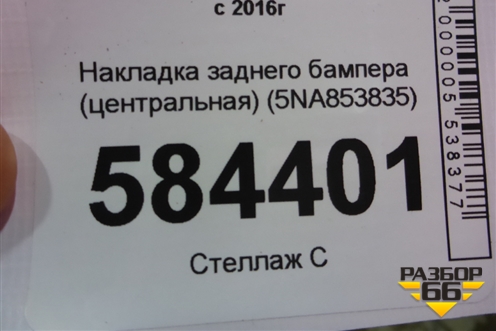 с 2016г
Накладка заднего бампера
(центральная) (5NA853835)
584401
Стеллаж С
2000005 538377
РАЗБОР
66